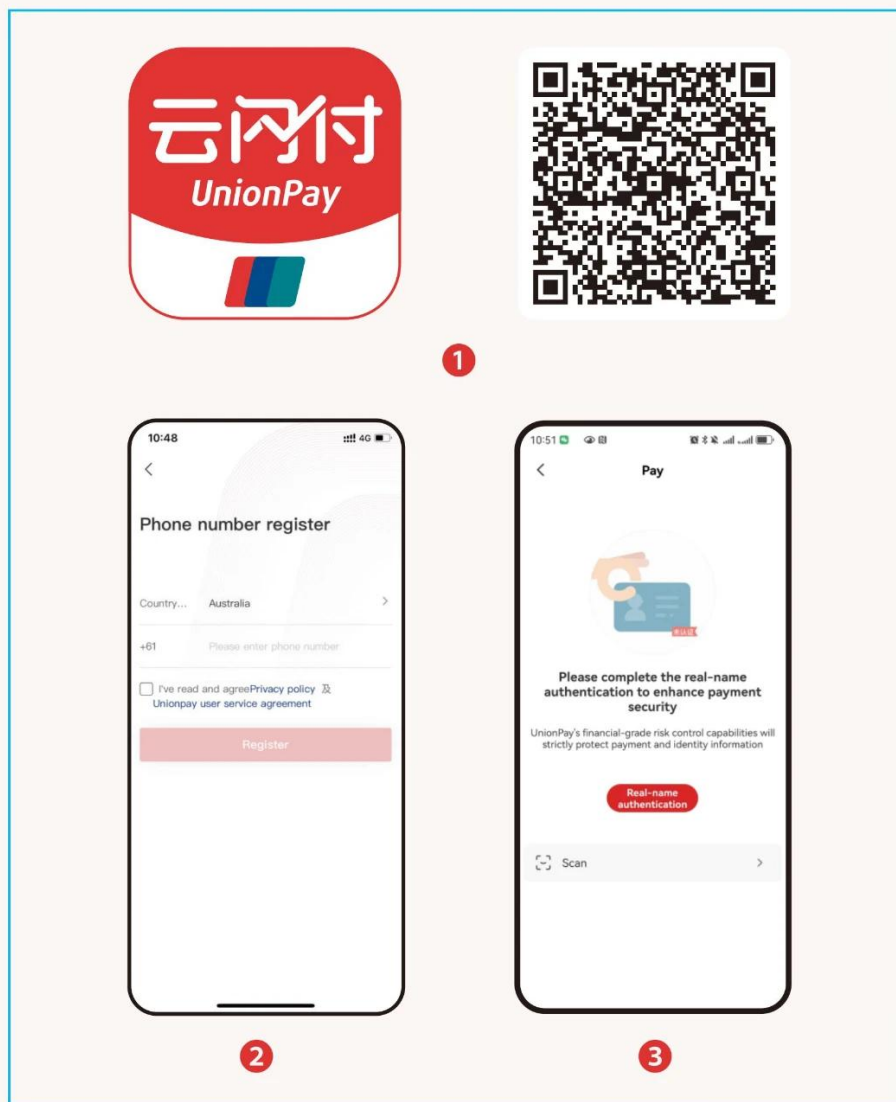 云闪付
UnionPay
1
10:48
4G
Phone number register
Country...
Australia
+61
Please enter phone number
I've read and agreePrivacy policy 及
Unionpay user service agreement
Register
2
10:51
Pay
Please complete the real-name
authentication to enhance payment
security
UnionPay's financial-grade risk control capabilities will
strictly protect payment and identity information
Real-name
authentication
Scan
3